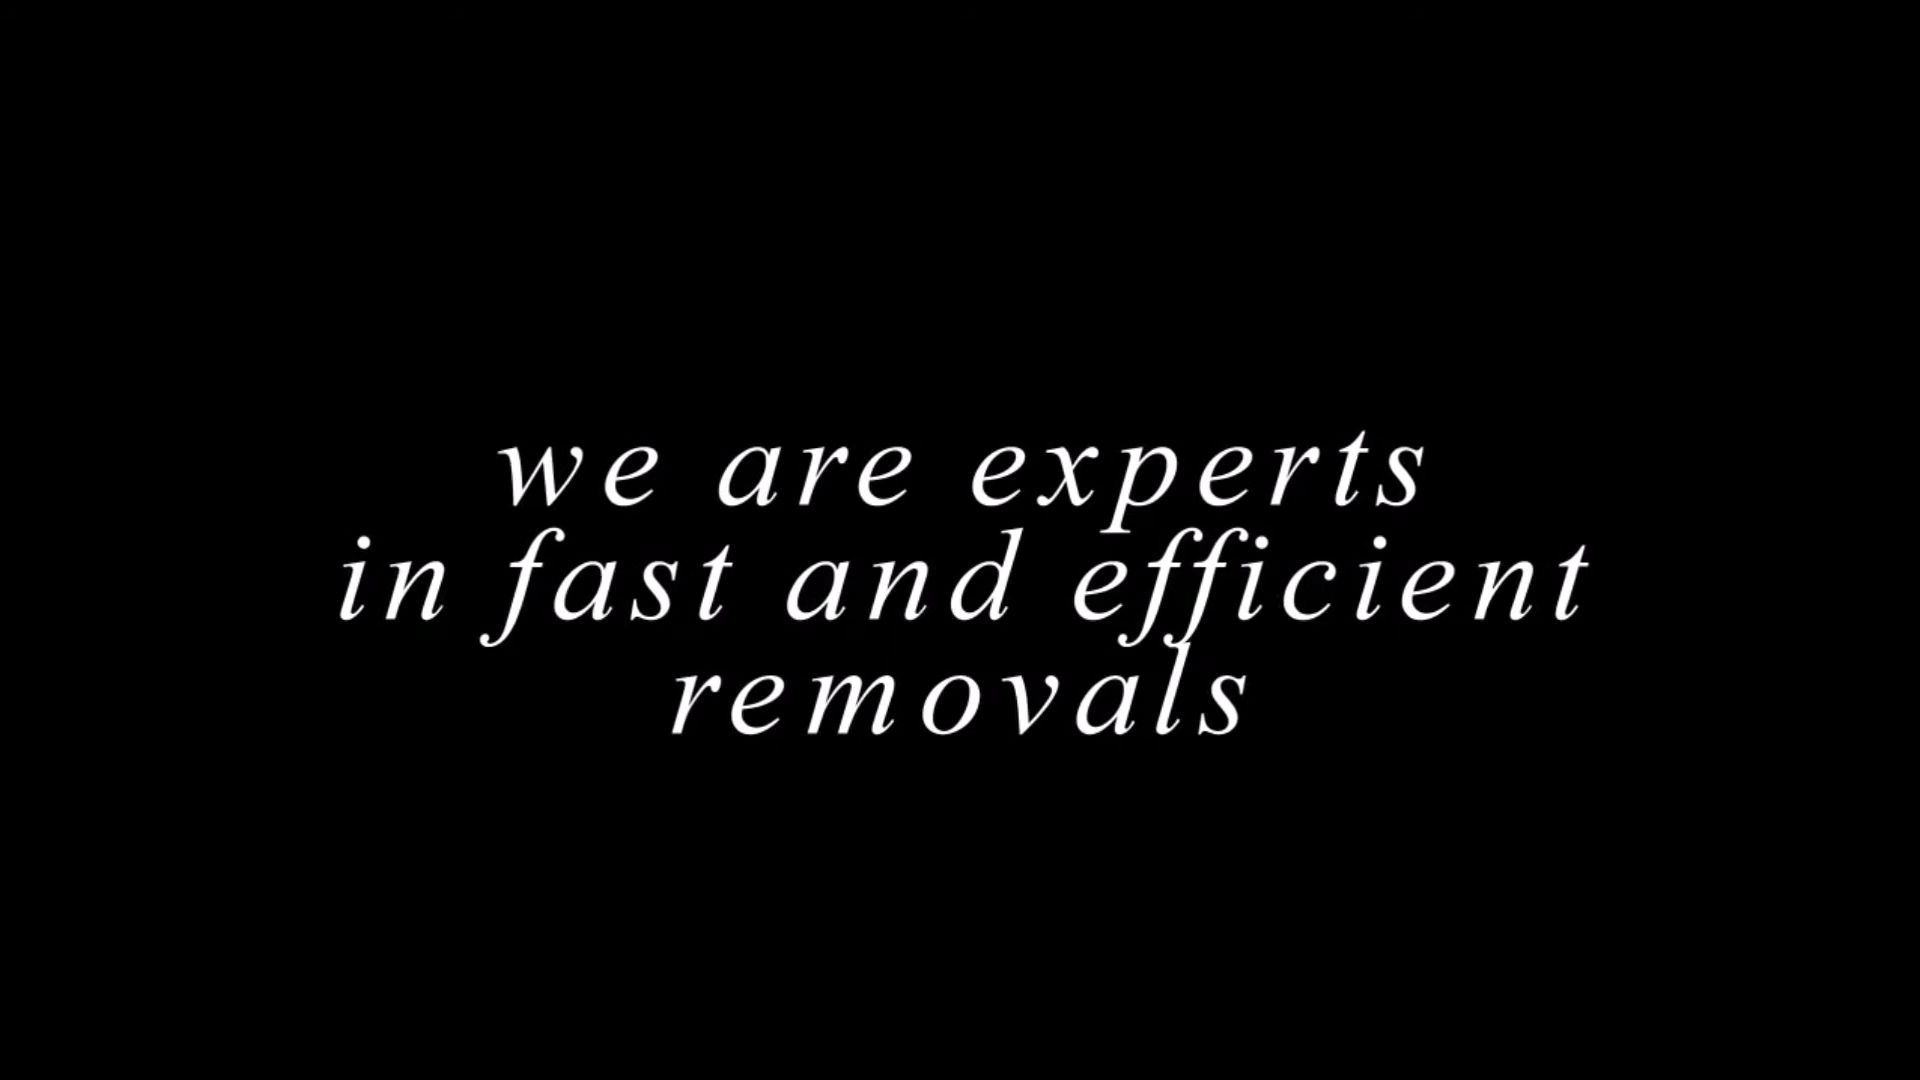 we are experts
in fast and efficient
removals